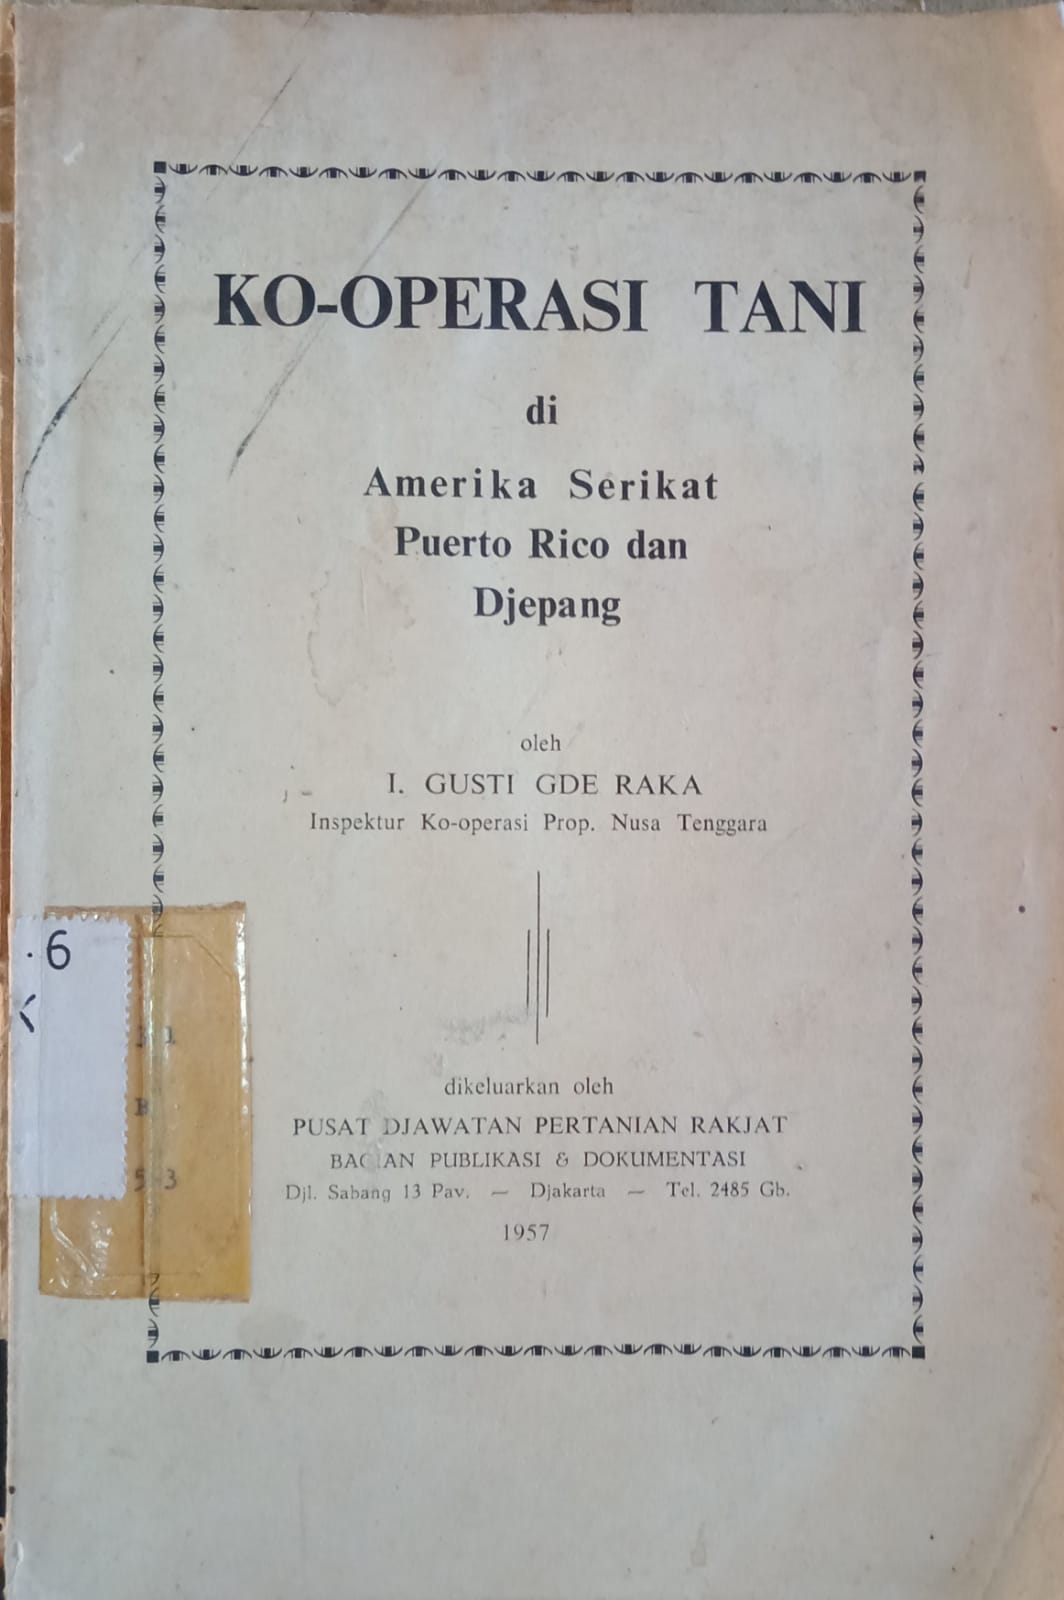 KO-OPERASI TANI
di
Amerika Serikat
Puerto Rico dan
Djepang
oleh
I. GUSTI GDE RAKA
Inspektur Ko-operasi Prop. Nusa Tenggara
.6
dikeluarkan oleh
PUSAT DJAWATAN PERTANIAN RAKJAT
BAGIAN PUBLIKASI & DOKUMENTASI
Djl. Sabang 13 Pav. — Djakarta — Tel. 2485 Gb.
1957